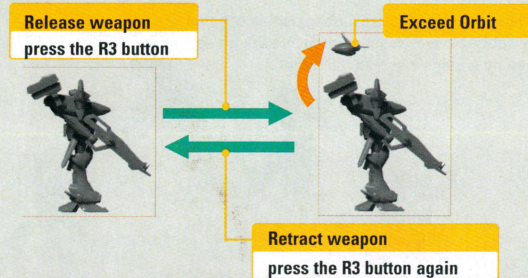 Release weapon
press the R3 button
Exceed Orbit
Retract weapon
press the R3 button again